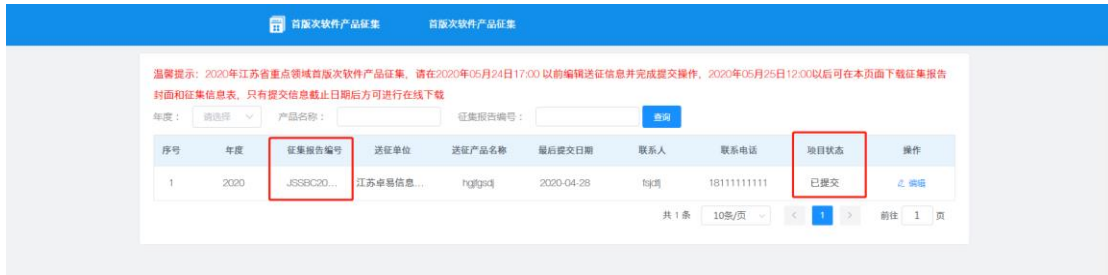 首版次软件产品征集 首版次软件产品征集
温馨提示：2020年江苏省重点领域首版次软件产品征集，请在2020年05月24日17:00 以前编辑送征信息并完成提交操作，2020年05月25日12:00以后可在本页面下载征集报告
封面和征集信息表，只有提交信息截止日期后方可进行在线下载
年度： 请选择 产品名称： 征集报告编号： 查询
序号 年度 征集报告编号 送征单位 送征产品名称 最后提交日期 联系人 联系电话 项目状态 操作
1 2020 JSSBC20... 江苏卓易信息... hgjfgsdj 2020-04-28 18111111111 已提交 编辑
共 1 条 10条/页 < 1 > 前往 1 页